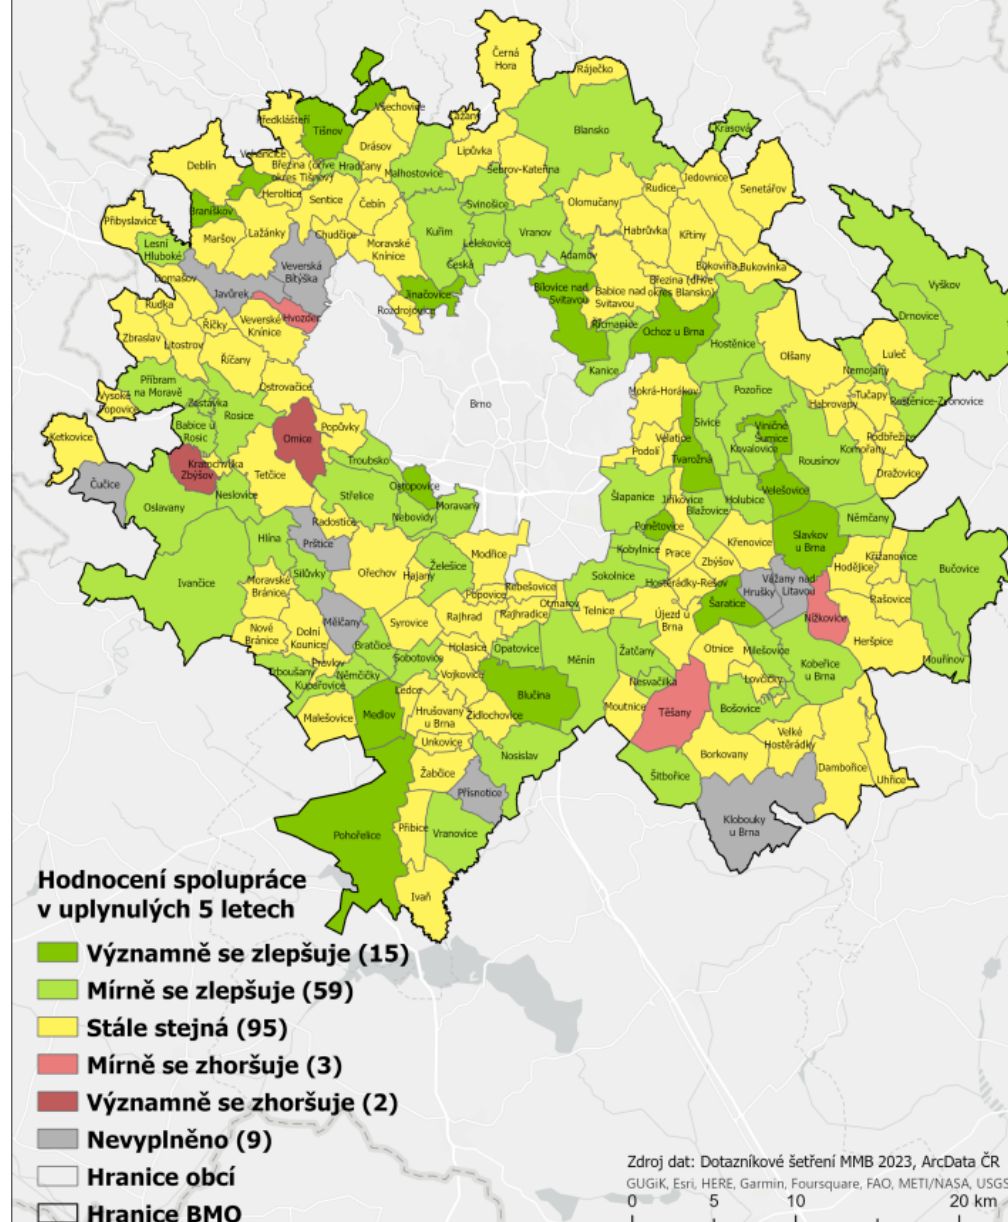 Černá
Hora
Ráječko
Všechovice
Lažany
Krasová
Předklášteří
Tišnov
Blansko
Drásov
Lipůvka
Deblín
Březina (dříve
okres Tišnov)
Hradčany
Malhostovice
Šebrov-Kateřina
Jedovnice
Senetářov
Rudice
Heroltice
Sentice
Čebín
Svinošice
Olomučany
Braníškov
Přibyslavice
Habrůvka
Křtiny
Lažánky
Chudčice
Kuřim
Vranov
Maršov
Lelekovice
Lesní
Hluboké
Moravské
Knínice
Adamov
Bukovina
Bukovinka
Česká
Domašov
Veverská
Bítýška
Březina (dříve
okres Blansko)
Vyškov
Javůrek
Jinačovice
Bílovice nad
Svitavou
Babice nad
Svitavou
Rudka
Rozdrojovice
Hvozdec
Drnovice
Říčky
Veverské
Knínice
Řícmanice
Ochoz u Brna
Zbraslav
Litostrov
Hostěnice
Olšany
Luleč
Říčany
Kanice
Nemojany
Příbram
na Moravě
Ostrovačice
Mokrá-Horákov
Pozořice
Tučapy
Vysoké
Popovice
Zastávka
Brno
Habrovany
Rostěnice-Zvonovice
Rosice
Sivice
Viničné
Šumice
Babice u
Rosic
Omice
Popůvky
Velatice
Podbřežice
Ketkovice
Podolí
Kovalovice
Komořany
Kratochvilka
Troubsko
Tvarožná
Rousínov
Zbýšov
Tetčice
Dražovice
Čučice
Ostopovice
Jiříkovice
Velešovice
Neslovice
Střelice
Moravany
Šlapanice
Holubice
Oslavany
Nebovidy
Blažovice
Radostice
Ponětovice
Němčany
Slavkov
u Brna
Hlína
Prštice
Modřice
Kobylnice
Prace
Křenovice
Křižanovice
Želešice
Zbýšov
Hodějice
Bučovice
Ivančice
Silůvky
Ořechov
Hajany
Sokolnice
Hostěrádky-Rešov
Vážany nad
Litavou
Moravské
Bránice
Rebešovice
Hrušky
Popovice
Otmarov
Šaratice
Rašovice
Mělčany
Rajhrad
Rajhradice
Telnice
Újezd u
Brna
Nížkovice
Nové
Bránice
Syrovice
Dolní
Kounice
Heršpice
Bratčice
Holasice
Opatovice
Žatčany
Otnice
Milešovice
Sobotovice
Měnín
Mouřínov
Pravlov
Kobeřice
u Brna
Němčičky
Vojkovice
Nesvačilka
Lovčičky
Kupařovice
Ledce
Blučina
Moutnice
Těšany
Bošovice
Malešovice
Medlov
Hrušovany
u Brna
Židlochovice
Velké
Hostěrádky
Unkovice
Nosislav
Borkovany
Dambořice
Žabčice
Šitbořice
Uhřice
Přísnotice
Klobouky
u Brna
Pohořelice
Přibice
Vranovice
Ivaň
Hodnocení spolupráce
v uplynulých 5 letech
Významně se zlepšuje (15)
Mírně se zlepšuje (59)
Stále stejná (95)
Mírně se zhoršuje (3)
Významně se zhoršuje (2)
Nevyplněno (9)
Hranice obcí
Hranice BMO
Zdroj dat: Dotazníkové šetření MMB 2023, ArcData ČR
GUGiK, Esri, HERE, Garmin, Foursquare, FAO, METI/NASA, USGS
0 5 10 20 km